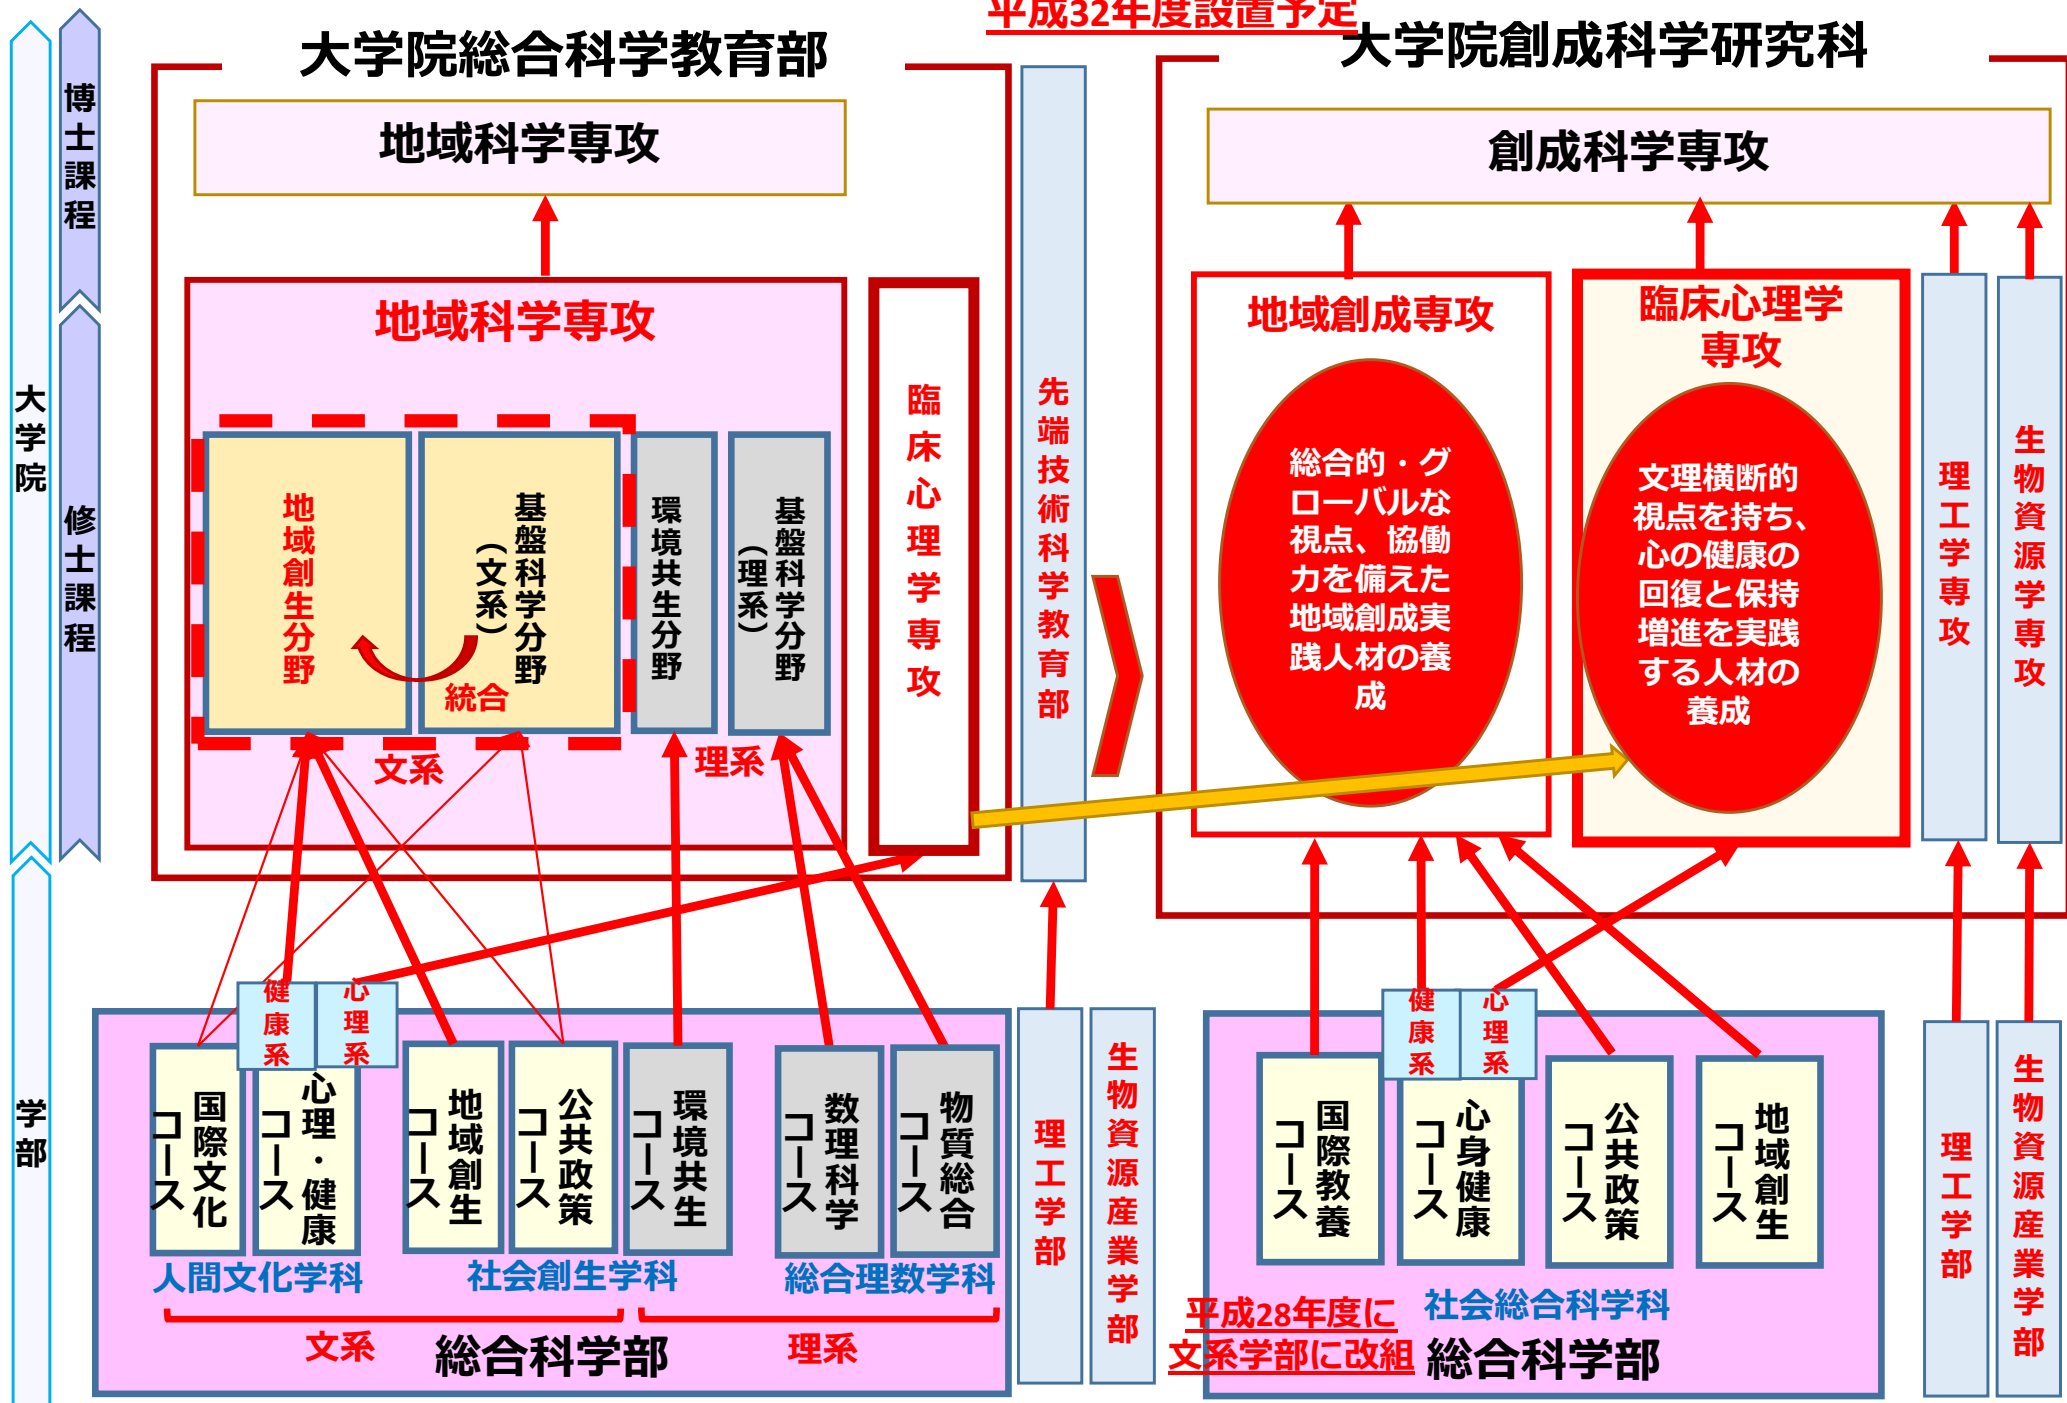 平成32年度設置予定
大学院総合科学教育部
大学院創成科学研究科
大学院
博士課程
修士課程
学部
地域科学専攻
地域科学専攻
地域創生分野
基盤科学分野
（文系）
統合
環境共生分野
基盤科学分野
（理系）
文系
理系
臨床心理学専攻
先端技術科学教育部
創成科学専攻
地域創成専攻
総合的・グ
ローバルな
視点、協働
力を備えた
地域創成実
践人材の養
成
臨床心理学
専攻
文理横断的
視点を持ち、
心の健康の
回復と保持
増進を実践
する人材の
養成
理工学専攻
生物資源学専攻
健康系
心理系
国際文化
コース
心理・健康
コース
地域創生
コース
公共政策
コース
環境共生
コース
数理科学
コース
物質総合
コース
人間文化学科
社会創生学科
総合理数学科
文系
理系
総合科学部
理工学部
生物資源産業学部
平成28年度に
文系学部に改組
健康系
心理系
国際教養
コース
心身健康
コース
公共政策
コース
地域創生
コース
社会総合科学学科
総合科学部
理工学部
生物資源産業学部